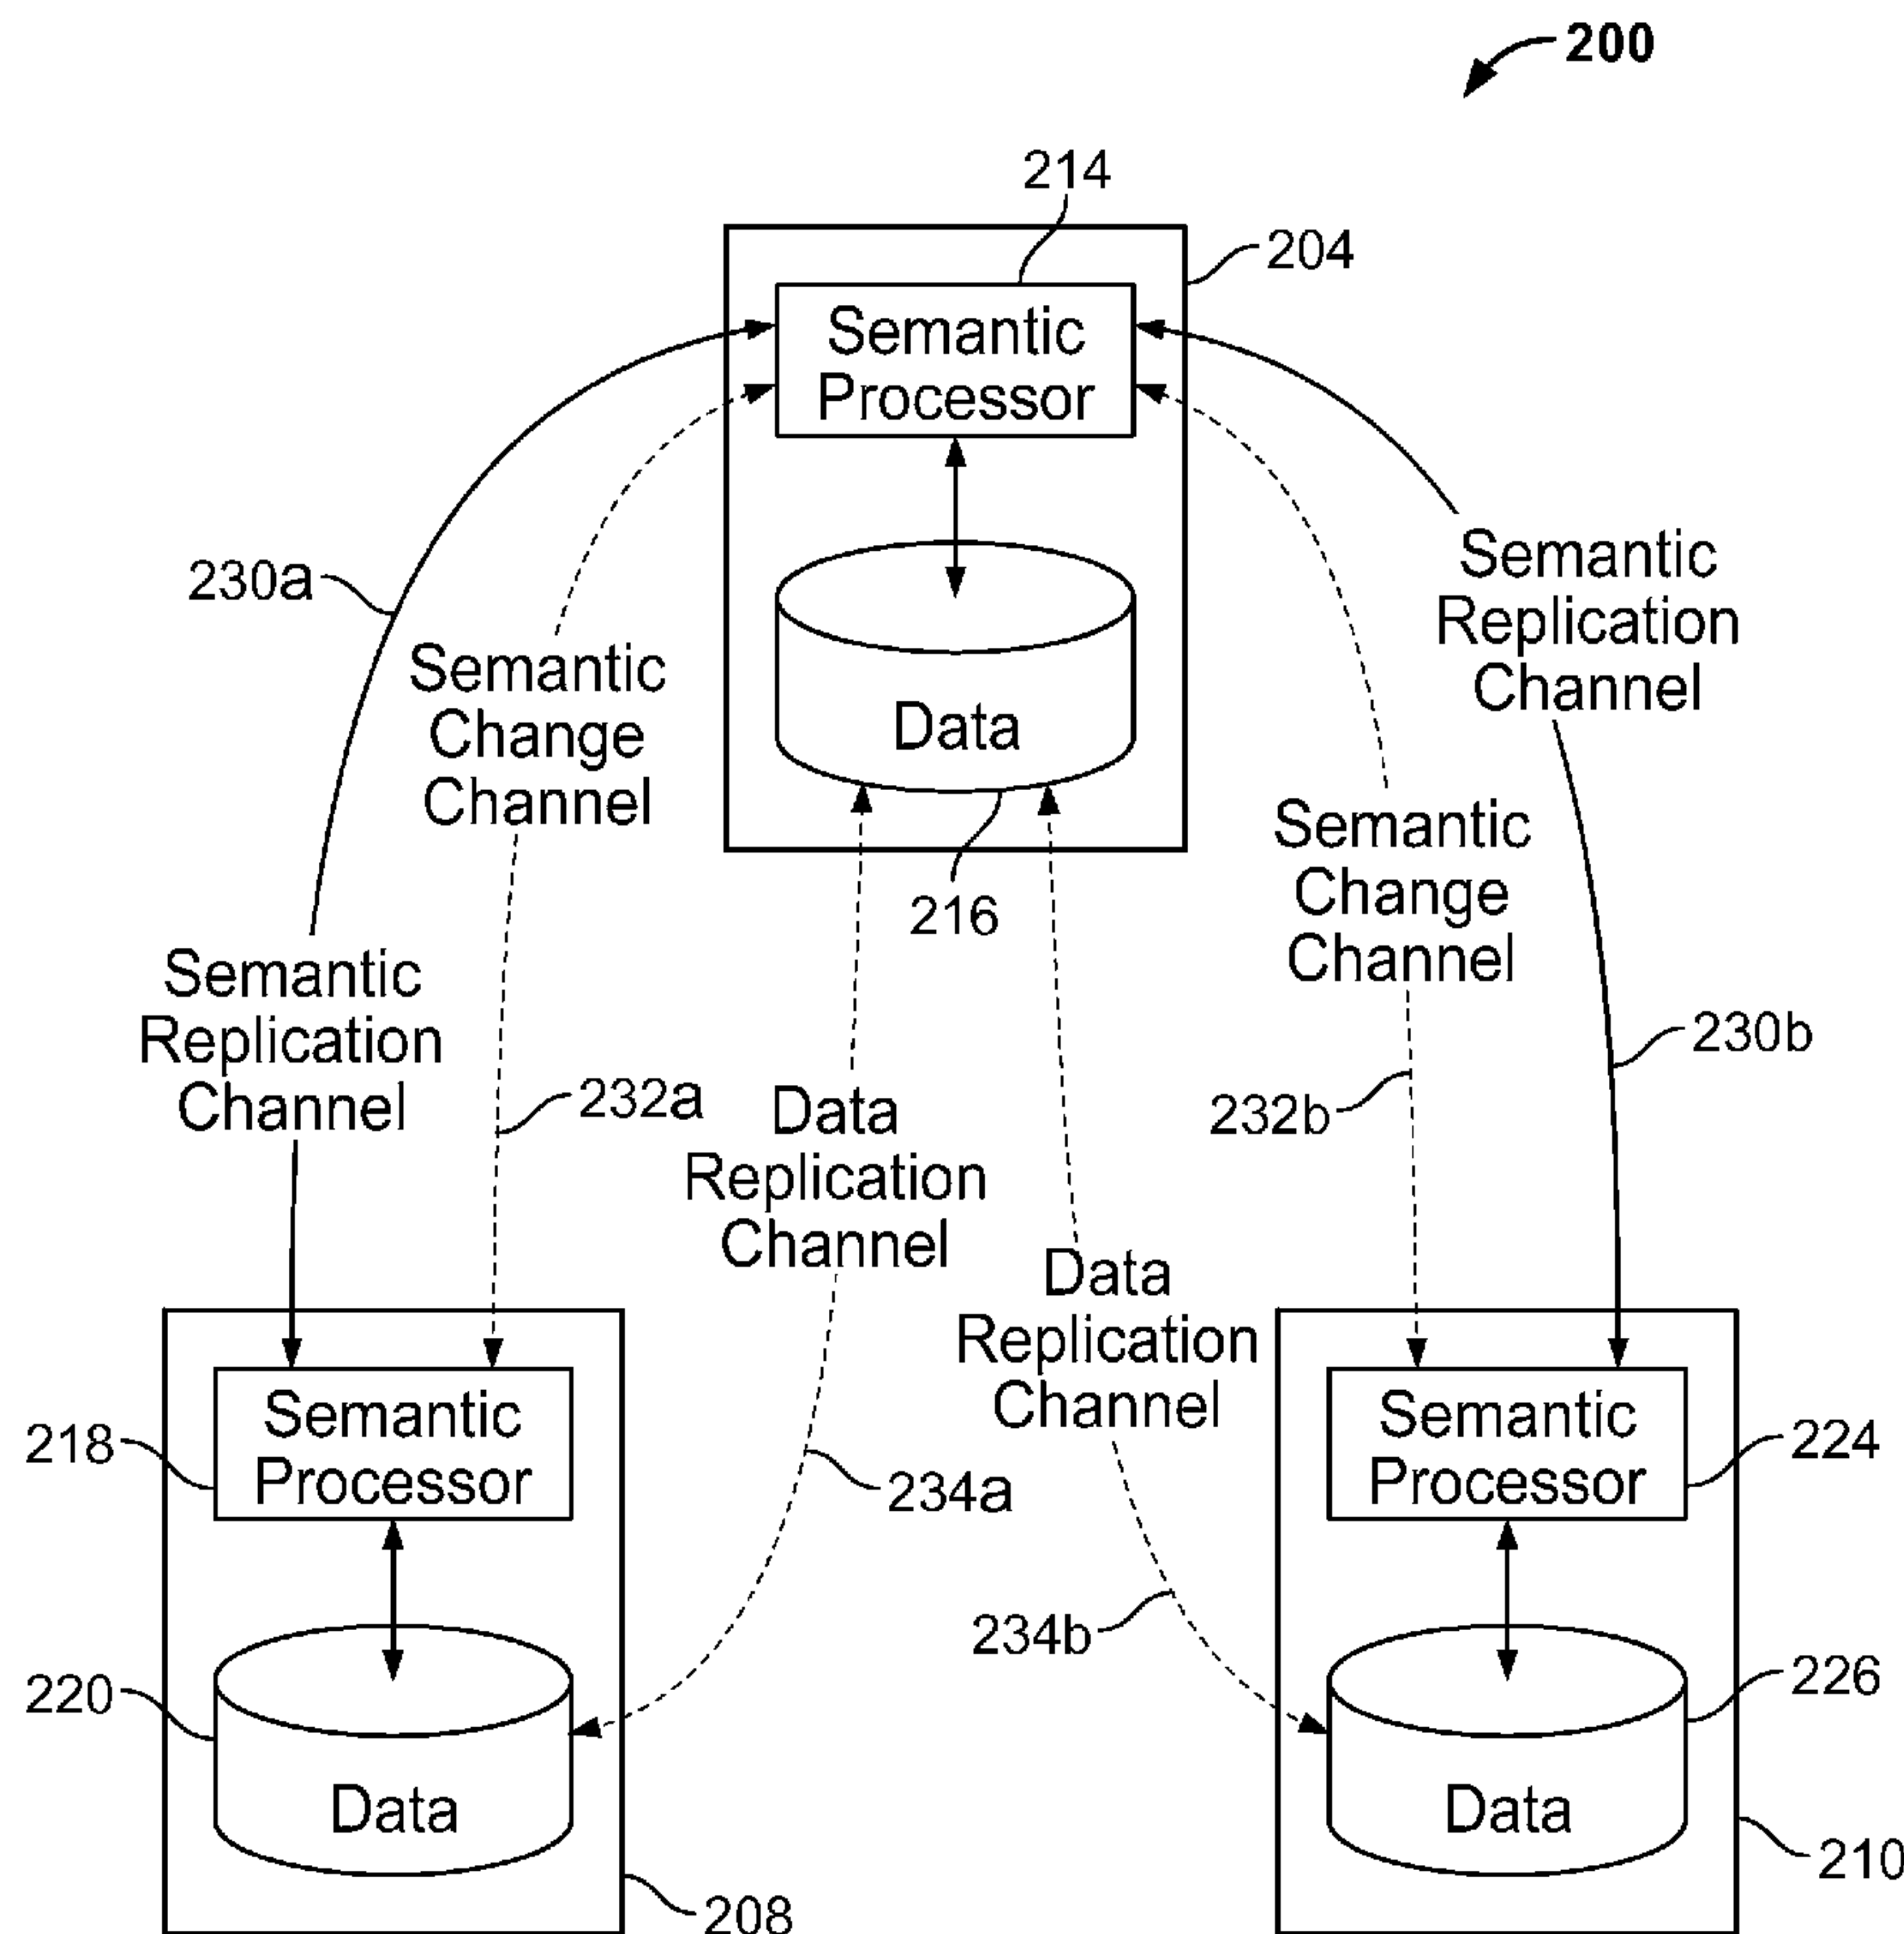 200
214
204
Semantic
Processor
230a
Semantic
Replication
Channel
Semantic
Change
Channel
Data
216
Semantic
Change
Channel
Semantic
Replication
Channel
230b
232a
232b
Data
Replication
Channel
Data
Replication
Channel
218
Semantic
Processor
234a
Semantic
Processor
224
234b
220
226
Data
Data
208
210